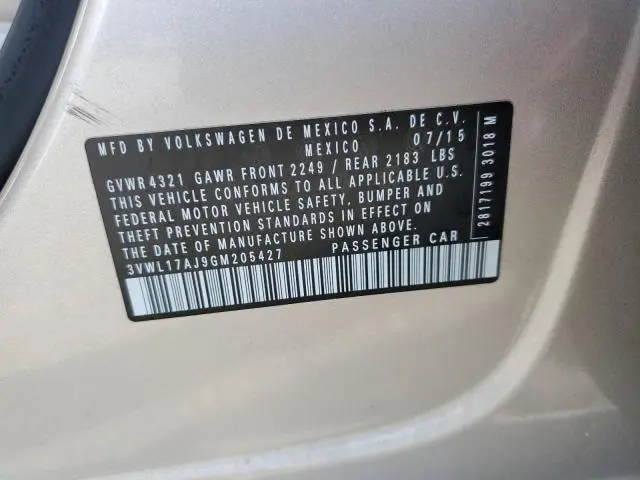 MFD BY VOLKSWAGEN DE MEXICO S.A. DE C.V.
MEXICO 07/15
GVWR 4321 GAWR FRONT 2249 / REAR 2183 LBS
THIS VEHICLE CONFORMS TO ALL APPLICABLE U.S.
FEDERAL MOTOR VEHICLE SAFETY, BUMPER AND
THEFT PREVENTION STANDARDS IN EFFECT ON
THE DATE OF MANUFACTURE SHOWN ABOVE.
3VWL17AJ9GM205427 PASSENGER CAR
2817199 3018 M